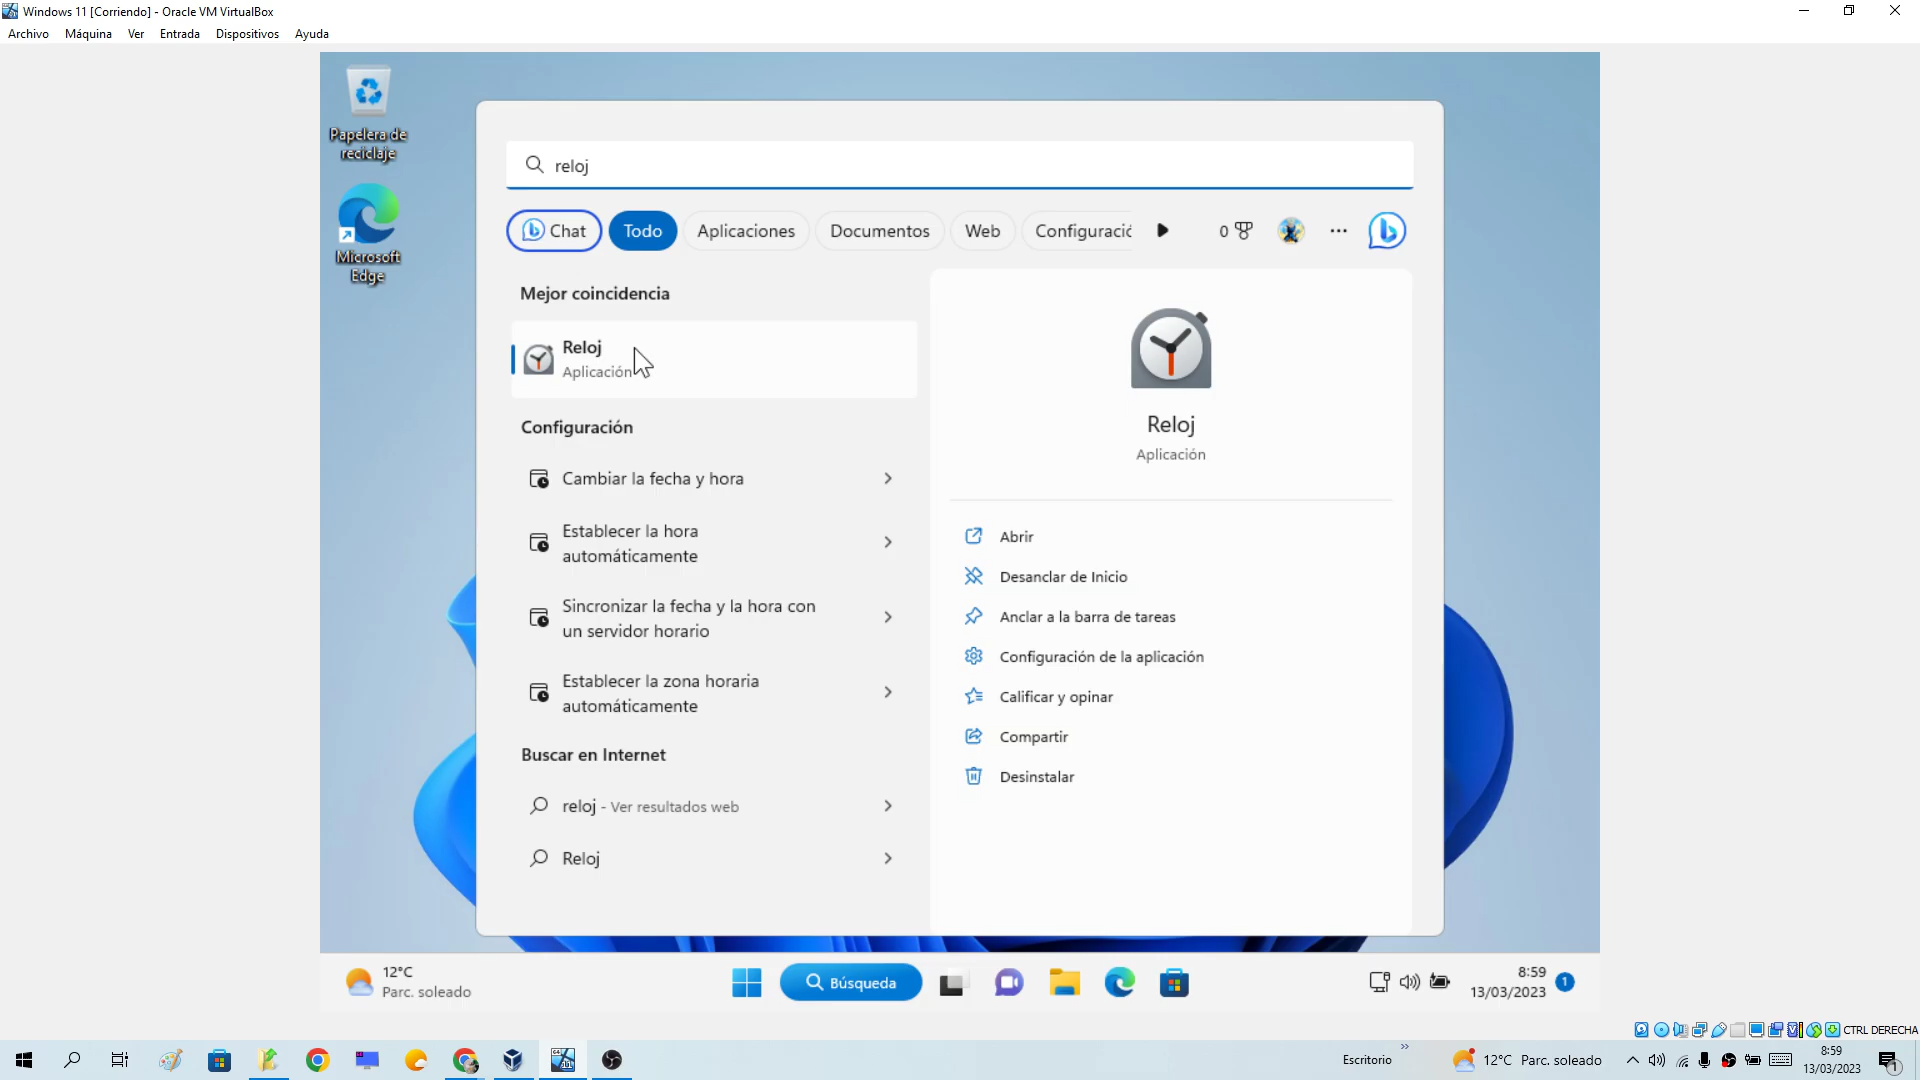 Windows 11 [Corriendo] - Oracle VM VirtualBox
Archivo Máquina Ver Entrada Dispositivos Ayuda
Papelera de
reciclaje
Microsoft
Edge
reloj
Chat Todo Aplicaciones Documentos Web Configuració 0
Mejor coincidencia
Reloj
Aplicación
Configuración
Cambiar la fecha y hora
Establecer la hora
automáticamente
Sincronizar la fecha y la hora con
un servidor horario
Establecer la zona horaria
automáticamente
Buscar en Internet
reloj - Ver resultados web
Reloj
Reloj
Aplicación
Abrir
Desanclar de Inicio
Anclar a la barra de tareas
Configuración de la aplicación
Calificar y opinar
Compartir
Desinstalar
12°C
Parc. soleado
Búsqueda
8:59
13/03/2023
1
CTRL DERECHA
Escritorio
12°C Parc. soleado
8:59
13/03/2023
1